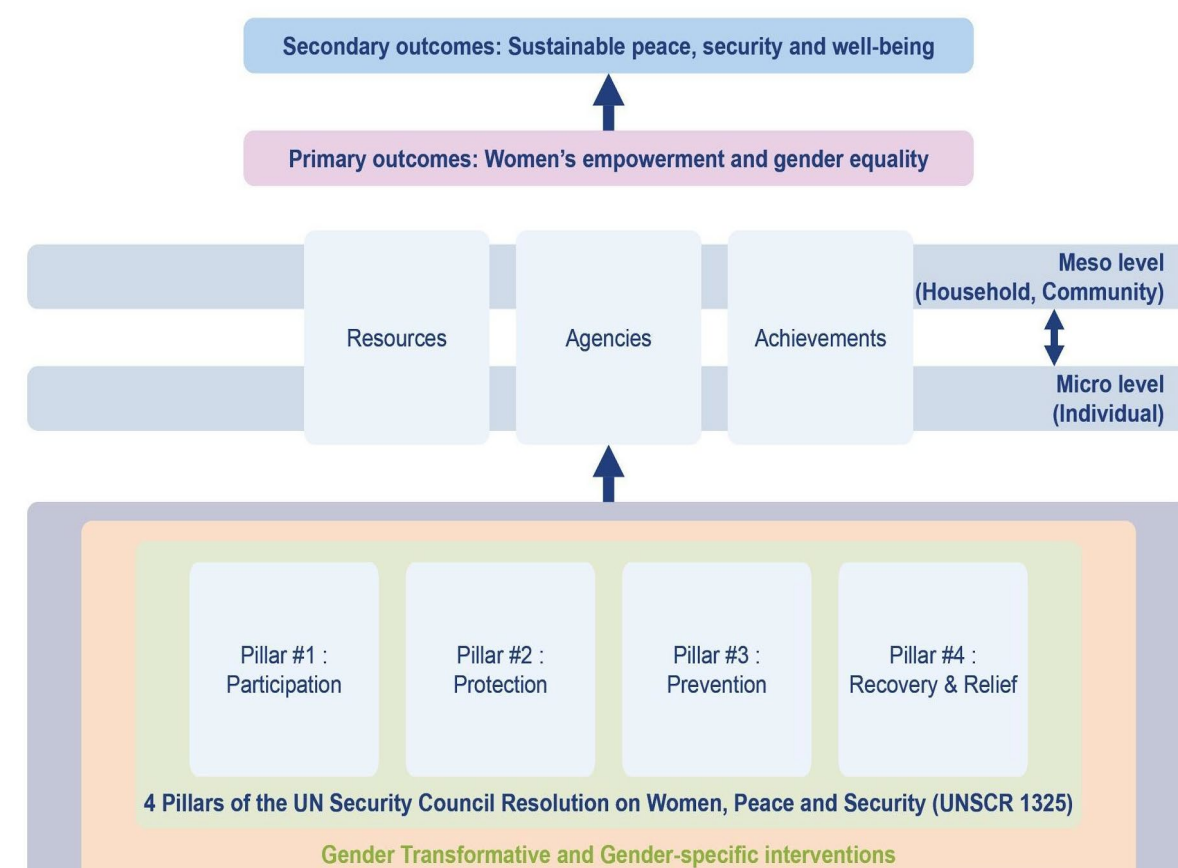 Secondary outcomes: Sustainable peace, security and well-being
Primary outcomes: Women's empowerment and gender equality
Meso level
(Household, Community)
Resources
Agencies
Achievements
Micro level
(Individual)
Pillar #1 :
Participation
Pillar #2 :
Protection
Pillar #3 :
Prevention
Pillar #4 :
Recovery & Relief
4 Pillars of the UN Security Council Resolution on Women, Peace and Security (UNSCR 1325)
Gender Transformative and Gender-specific interventions